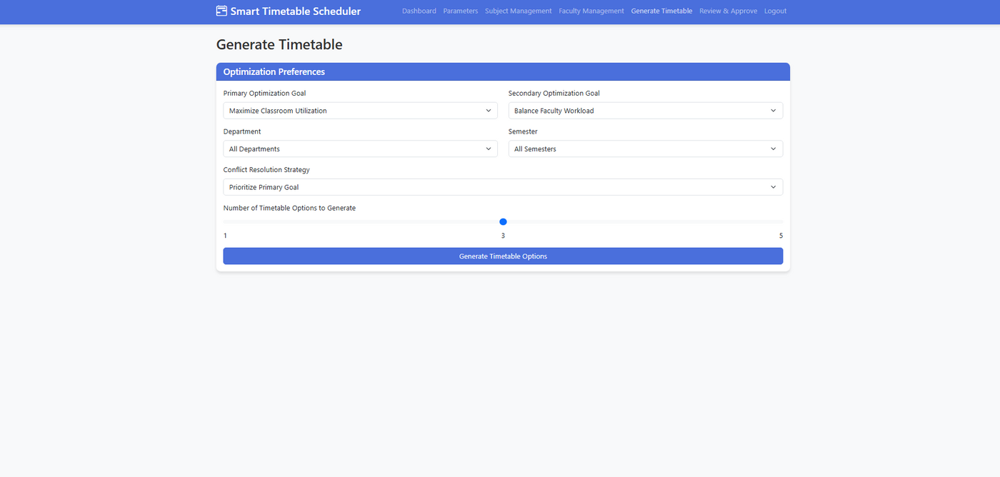 Smart Timetable Scheduler
Dashboard Parameters Subject Management Faculty Management Generate Timetable Review & Approve Logout
Generate Timetable
Optimization Preferences
Primary Optimization Goal
Maximize Classroom Utilization
Secondary Optimization Goal
Balance Faculty Workload
Department
All Departments
Semester
All Semesters
Conflict Resolution Strategy
Prioritize Primary Goal
Number of Timetable Options to Generate
1 3 5
Generate Timetable Options